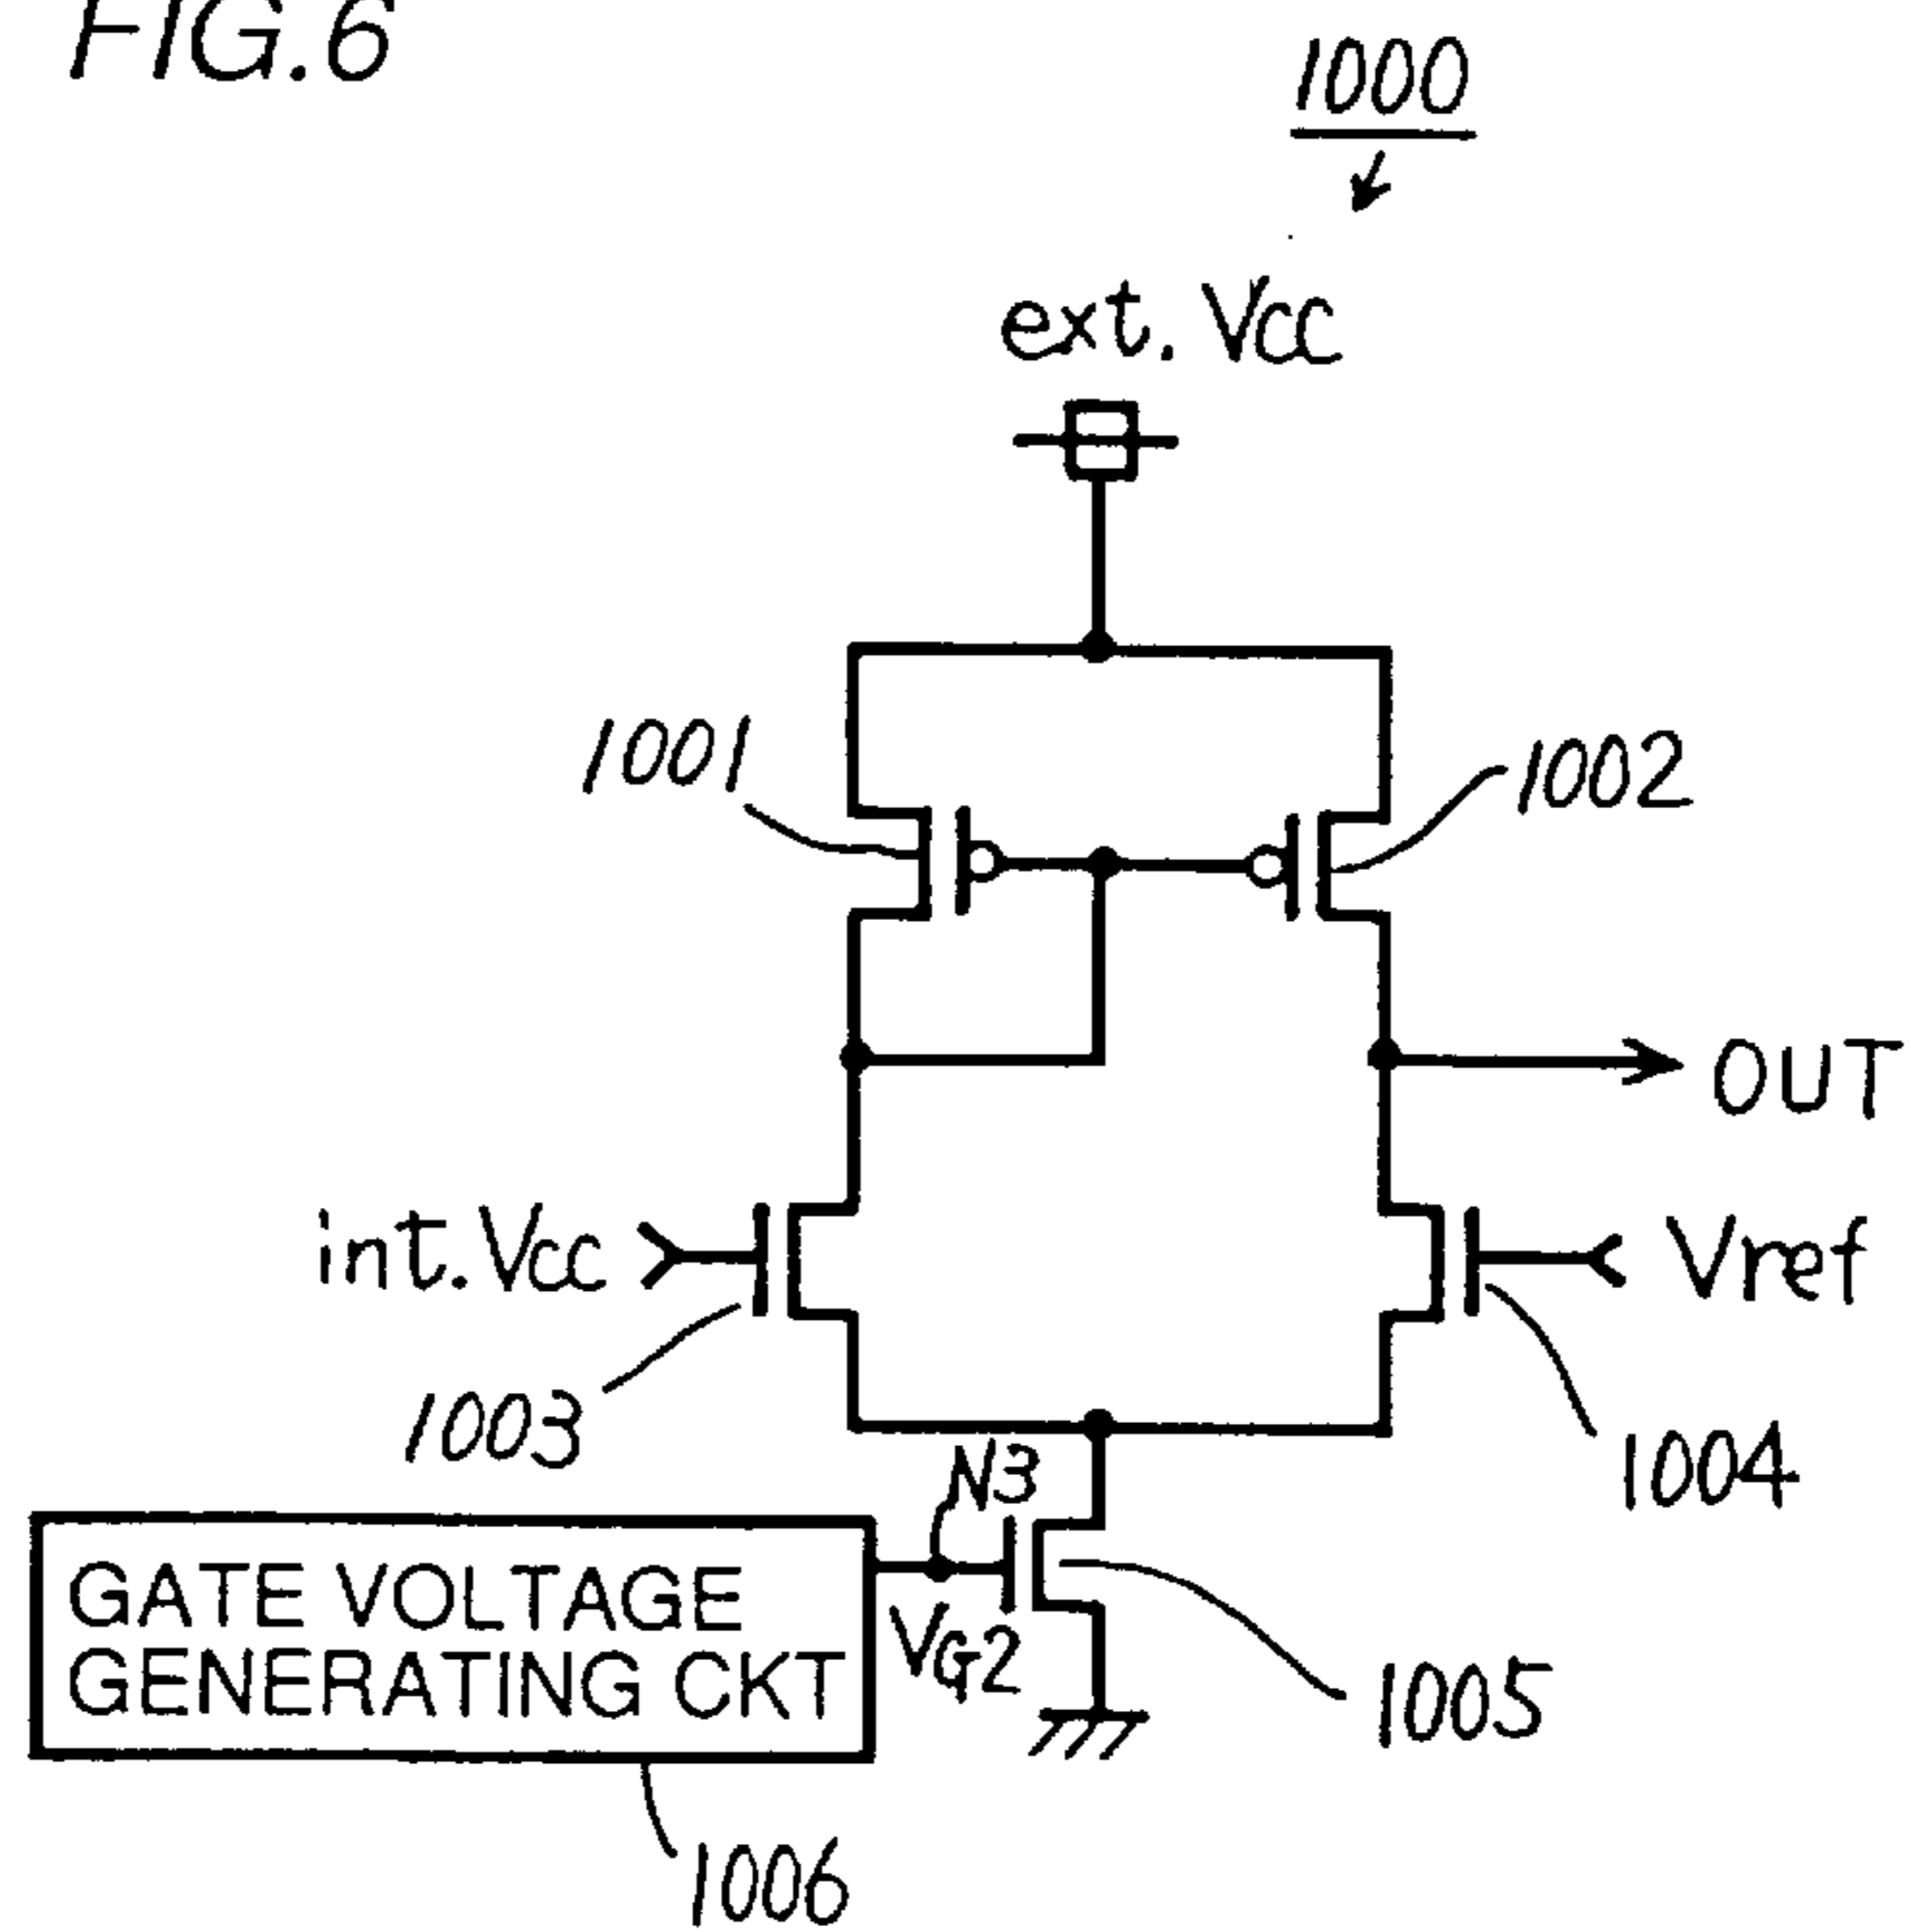 FIG.6
1000
ext. Vcc
1001
1002
OUT
int. Vcc
Vref
1003
N3
1004
GATE VOLTAGE
GENERATING CKT
VG2
1005
1006